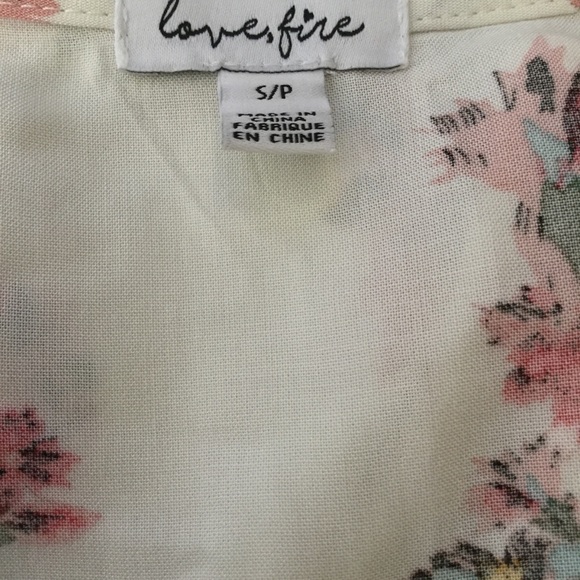 love, fire
S/P
MADE IN
CHINA
FABRIQUE
EN CHINE